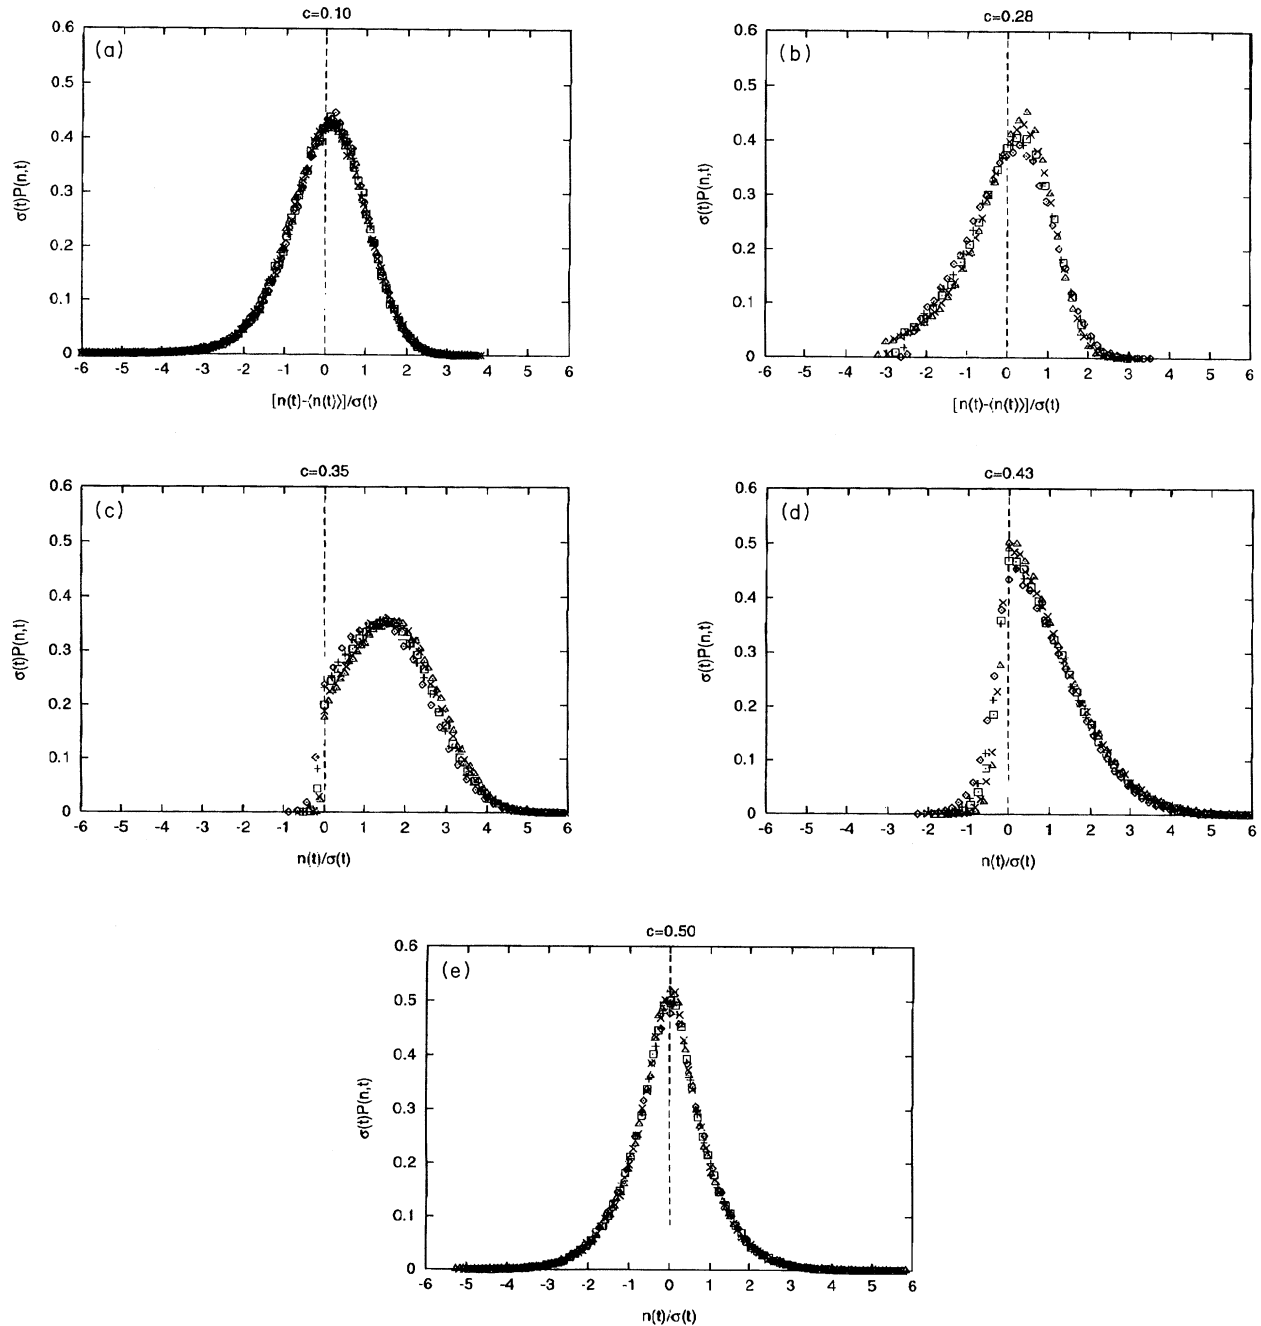 c=0.10
(a)
0.6
0.5
0.4
0.3
0.2
0.1
0
σ(t)P(n,t)
-6 -5 -4 -3 -2 -1 0 1 2 3 4 5 6
[n(t)-⟨n(t)⟩]/σ(t)
c=0.28
(b)
0.6
0.5
0.4
0.3
0.2
0.1
0
σ(t)P(n,t)
-6 -5 -4 -3 -2 -1 0 1 2 3 4 5 6
[n(t)-⟨n(t)⟩]/σ(t)
c=0.35
(c)
0.6
0.5
0.4
0.3
0.2
0.1
0
σ(t)P(n,t)
-6 -5 -4 -3 -2 -1 0 1 2 3 4 5 6
n(t)/σ(t)
c=0.43
(d)
0.6
0.5
0.4
0.3
0.2
0.1
0
σ(t)P(n,t)
-6 -5 -4 -3 -2 -1 0 1 2 3 4 5 6
n(t)/σ(t)
c=0.50
(e)
0.6
0.5
0.4
0.3
0.2
0.1
0
σ(t)P(n,t)
-6 -5 -4 -3 -2 -1 0 1 2 3 4 5 6
n(t)/σ(t)